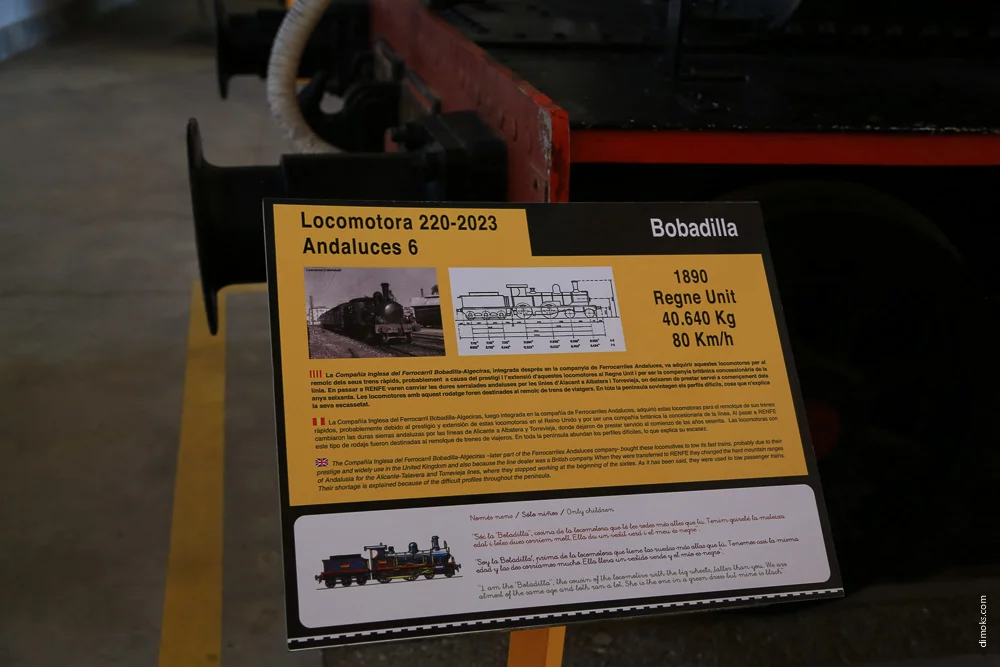 Locomotora 220-2023
Andaluces 6
Bobadilla
1890
Regne Unit
40.640 Kg
80 Km/h
La Companyia Inglesa del Ferrocarril Bobadilla-Algeciras, integrada després en la companyia de Ferrocarriles Andaluces, va adquirir aquestes locomotores per al
remolc dels seus trens ràpids, probablement a causa del prestigi i l'extensió d'aquestes locomotores al Regne Unit i per ser la companyia britànica concessionària de la
línia. En passar a RENFE varen canviar les dures serralades andaluses per les línies d'Alacant a Albatera i Torrevieja, on deixaren de prestar servei a començament dels
anys seixanta. Les locomotores amb aquest rodatge foren destinades al remolc de trens de viatgers. En tota la península sovintegen els perfils difícils, cosa que n'explica
la seva escassetat.
La Compañía Inglesa del Ferrocarril Bobadilla-Algeciras, luego integrada en la compañía de Ferrocarriles Andaluces, adquirió estas locomotoras para el remolque de sus trenes
rápidos, probablemente debido al prestigio y extensión de estas locomotoras en el Reino Unido y por ser una compañía británica la concesionaria de la línea. Al pasar a RENFE
cambiaron las duras sierras andaluzas por las líneas de Alicante a Albatera y Torrevieja, donde dejaron de prestar servicio al comienzo de los años sesenta. Las locomotoras con
este tipo de rodaje fueron destinadas al remolque de trenes de viajeros. En toda la península abundan los perfiles difíciles, lo que explica su escasez.
The Compañía Inglesa del Ferrocarril Bobadilla-Algeciras -later part of the Ferrocarriles Andaluces company- bought these locomotives to tow its fast trains, probably due to their
prestige and widely use in the United Kingdom and also because the line dealer was a British company. When they were transferred to RENFE they changed the hard mountain ranges
of Andalusia for the Alicante-Talavera and Torrevieja lines, where they stopped working at the beginning of the sixties. As it has been said, they were used to tow passenger trains.
Their shortage is explained because of the difficult profiles throughout the peninsula.
Només nens / Sólo niños / Only children
"Sóc la "Bobadilla", cosina de la locomotora que té les rodes més altes que tu. Tenim gairebé la mateixa
edat i totes dues corríem molt. Ella du un vestit verd i el meu és negre"
"Soy la "Bobadilla", prima de la locomotora que tiene las ruedas más altas que tú. Tenemos casi la misma
edad y las dos corríamos mucho. Ella lleva un vestido verde y el mío es negro".
"I am the "Bobadilla", the cousin of the locomotive with the big wheels, taller than you. We are
almost of the same age and both ran a lot. She is the one in a green dress but mine is black"
dimoks.com